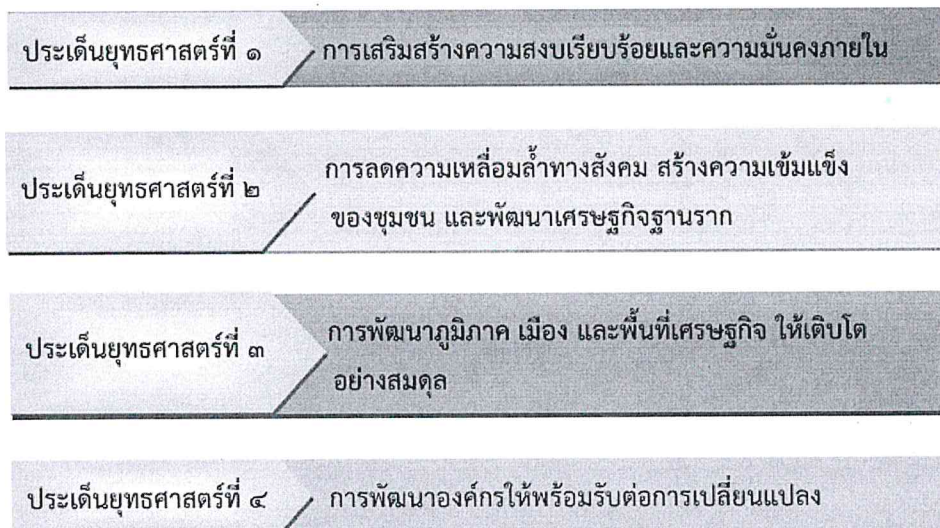 ประเด็นยุทธศาสตร์ที่ ๑ การเสริมสร้างความสงบเรียบร้อยและความมั่นคงภายใน
ประเด็นยุทธศาสตร์ที่ ๒ การลดความเหลื่อมล้ำทางสังคม สร้างความเข้มแข็ง
ของชุมชน และพัฒนาเศรษฐกิจฐานราก
ประเด็นยุทธศาสตร์ที่ ๓ การพัฒนาภูมิภาค เมือง และพื้นที่เศรษฐกิจ ให้เติบโต
อย่างสมดุล
ประเด็นยุทธศาสตร์ที่ ๔ การพัฒนาองค์กรให้พร้อมรับต่อการเปลี่ยนแปลง